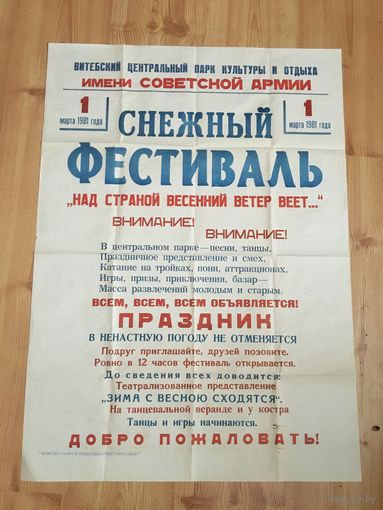 ВИТЕБСКИЙ ЦЕНТРАЛЬНЫЙ ПАРК КУЛЬТУРЫ И ОТДЫХА
ИМЕНИ СОВЕТСКОЙ АРМИИ
1
марта 1981 года
1
марта 1981 года
СНЕЖНЫЙ
ФЕСТИВАЛЬ
„НАД СТРАНОЙ ВЕСЕННИЙ ВЕТЕР ВЕЕТ..."
ВНИМАНИЕ!
ВНИМАНИЕ!
В центральном парке—песни, танцы,
Праздничное представление и смех,
Катание на тройках, пони, аттракционах,
Игры, призы, приключения, базар—
Масса развлечений молодым и старым.
ВСЕМ, ВСЕМ, ВСЕМ ОБЪЯВЛЯЕТСЯ!
ПРАЗДНИК
В НЕНАСТНУЮ ПОГОДУ НЕ ОТМЕНЯЕТСЯ
Подруг приглашайте, друзей позовите.
Ровно в 12 часов фестиваль открывается.
До сведения всех доводится:
Театрализованное представление
„ЗИМА С ВЕСНОЮ СХОДЯТСЯ".
На танцевальной веранде и у костра
Танцы и игры начинаются.
ДОБРО ПОЖАЛОВАТЬ!